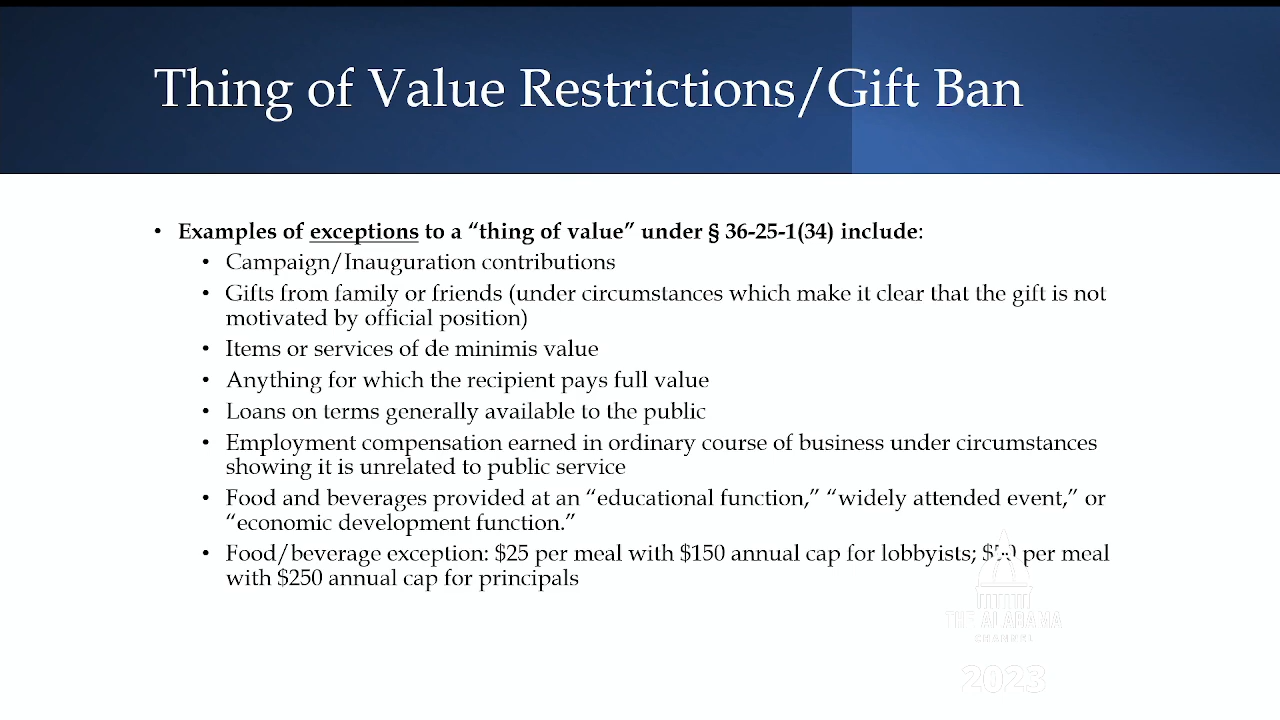 Thing of Value Restrictions/Gift Ban
• Examples of exceptions to a “thing of value” under § 36-25-1(34) include:
• Campaign/Inauguration contributions
• Gifts from family or friends (under circumstances which make it clear that the gift is not
motivated by official position)
• Items or services of de minimis value
• Anything for which the recipient pays full value
• Loans on terms generally available to the public
• Employment compensation earned in ordinary course of business under circumstances
showing it is unrelated to public service
• Food and beverages provided at an “educational function,” “widely attended event,” or
“economic development function.”
• Food/beverage exception: $25 per meal with $150 annual cap for lobbyists; $50 per meal
with $250 annual cap for principals
THE ALABAMA
CHANNEL
2023